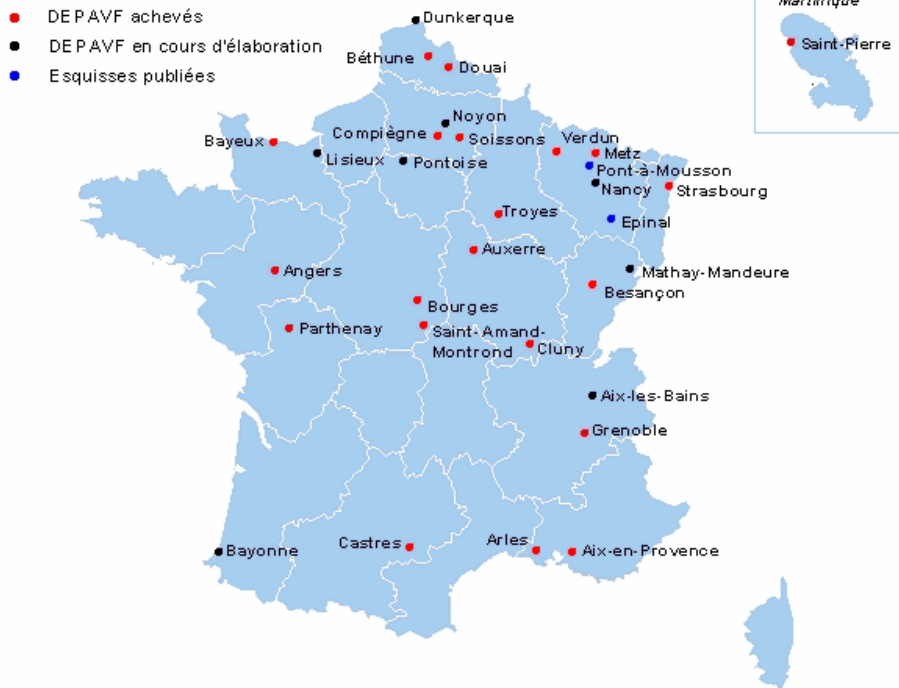 DEPAVF achevés
DEPAVF en cours d'élaboration
Esquisses publiées
Martinique
Saint-Pierre
Dunkerque
Béthune
Douai
Noyon
Compiègne
Soissons
Bayeux
Lisieux
Pontoise
Verdun
Metz
Pont-à-Mousson
Nancy
Strasbourg
Troyes
Epinal
Auxerre
Angers
Mathay-Mandeure
Besançon
Bourges
Parthenay
Saint-Amand-
Montrond
Cluny
Aix-les-Bains
Grenoble
Bayonne
Castres
Arles
Aix-en-Provence